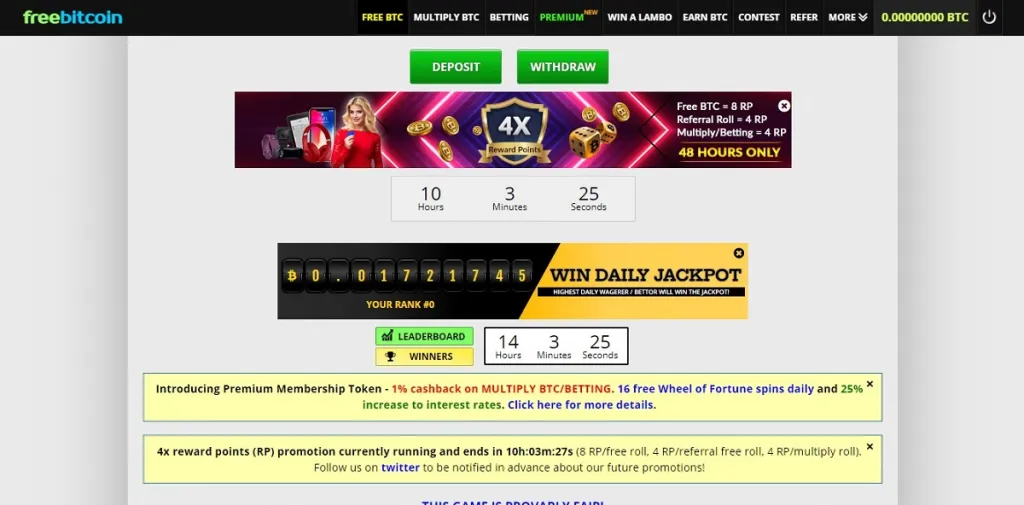 freebitcoin
FREE BTC MULTIPLY BTC BETTING PREMIUM NEW WIN A LAMBO EARN BTC CONTEST REFER MORE 0.00000000 BTC
DEPOSIT WITHDRAW
4X
Reward Points
Free BTC = 8 RP
Referral Roll = 4 RP
Multiply/Betting = 4 RP
48 HOURS ONLY
10 3 25
Hours Minutes Seconds
0.01721745
YOUR RANK #0
WIN DAILY JACKPOT
HIGHEST DAILY WAGERER / BETTOR WILL WIN THE JACKPOT!
LEADERBOARD
WINNERS
14 3 25
Hours Minutes Seconds
Introducing Premium Membership Token - 1% cashback on MULTIPLY BTC/BETTING. 16 free Wheel of Fortune spins daily and 25%
increase to interest rates. Click here for more details.
4x reward points (RP) promotion currently running and ends in 10h:03m:27s (8 RP/free roll, 4 RP/referral free roll, 4 RP/multiply roll).
Follow us on twitter to be notified in advance about our future promotions!
THIS GAME IS PROVABLY FAIR!